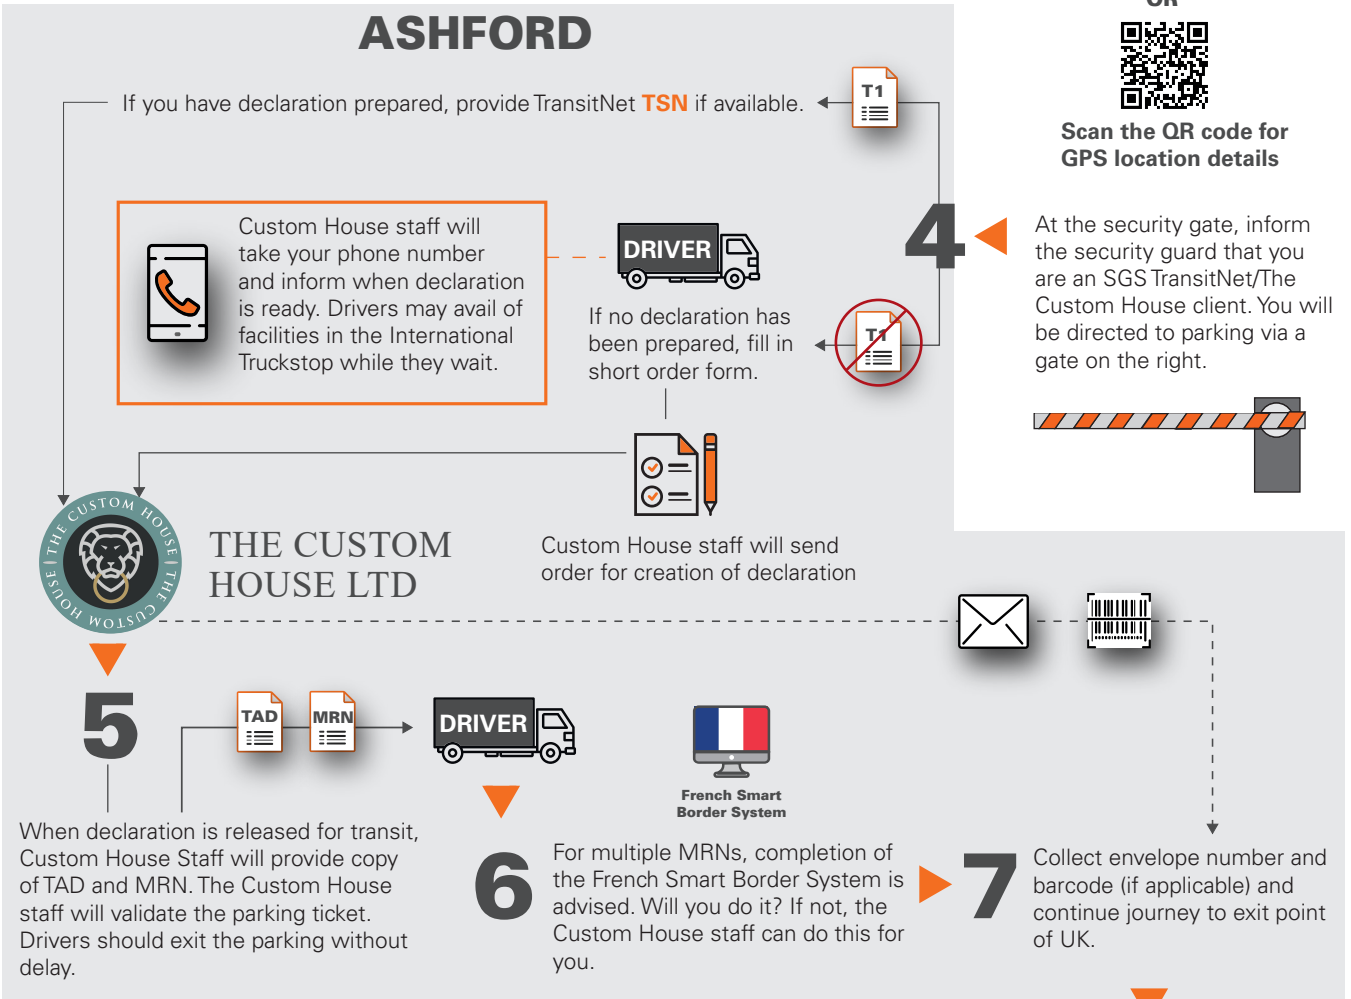 OR
Scan the QR code for
GPS location details
ASHFORD
If you have declaration prepared, provide TransitNet TSN if available.
T1
4
At the security gate, inform
the security guard that you
are an SGS TransitNet/The
Custom House client. You will
be directed to parking via a
gate on the right.
Custom House staff will
take your phone number
and inform when declaration
is ready. Drivers may avail of
facilities in the International
Truckstop while they wait.
DRIVER
If no declaration has
been prepared, fill in
short order form.
T1
Custom House staff will send
order for creation of declaration
THE CUSTOM HOUSE | THE CUSTOM HOUSE |
THE CUSTOM
HOUSE LTD
5
TAD
MRN
DRIVER
When declaration is released for transit,
Custom House Staff will provide copy
of TAD and MRN. The Custom House
staff will validate the parking ticket.
Drivers should exit the parking without
delay.
French Smart
Border System
6
For multiple MRNs, completion of
the French Smart Border System is
advised. Will you do it? If not, the
Custom House staff can do this for
you.
7
Collect envelope number and
barcode (if applicable) and
continue journey to exit point
of UK.